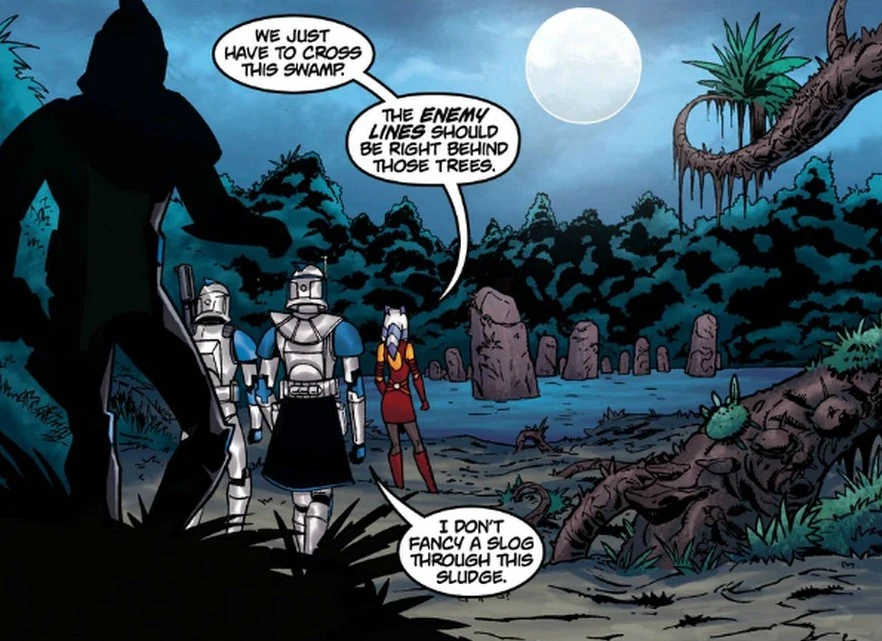 WE JUST
HAVE TO CROSS
THIS SWAMP.
THE ENEMY
LINES SHOULD
BE RIGHT BEHIND
THOSE TREES.
I DON'T
FANCY A SLOG
THROUGH THIS
SLUDGE.